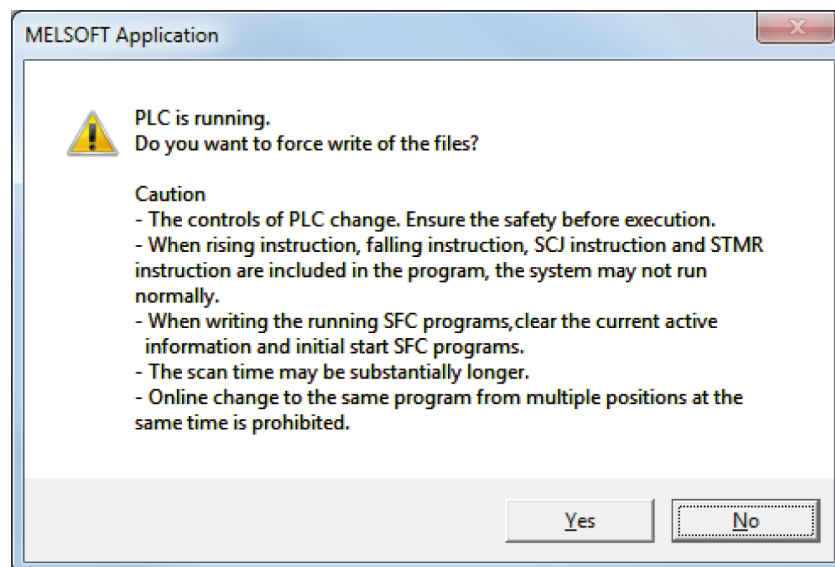 MELSOFT Application
PLC is running.
Do you want to force write of the files?
Caution
- The controls of PLC change. Ensure the safety before execution.
- When rising instruction, falling instruction, SCJ instruction and STMR
instruction are included in the program, the system may not run
normally.
- When writing the running SFC programs,clear the current active
information and initial start SFC programs.
- The scan time may be substantially longer.
- Online change to the same program from multiple positions at the
same time is prohibited.
Yes No